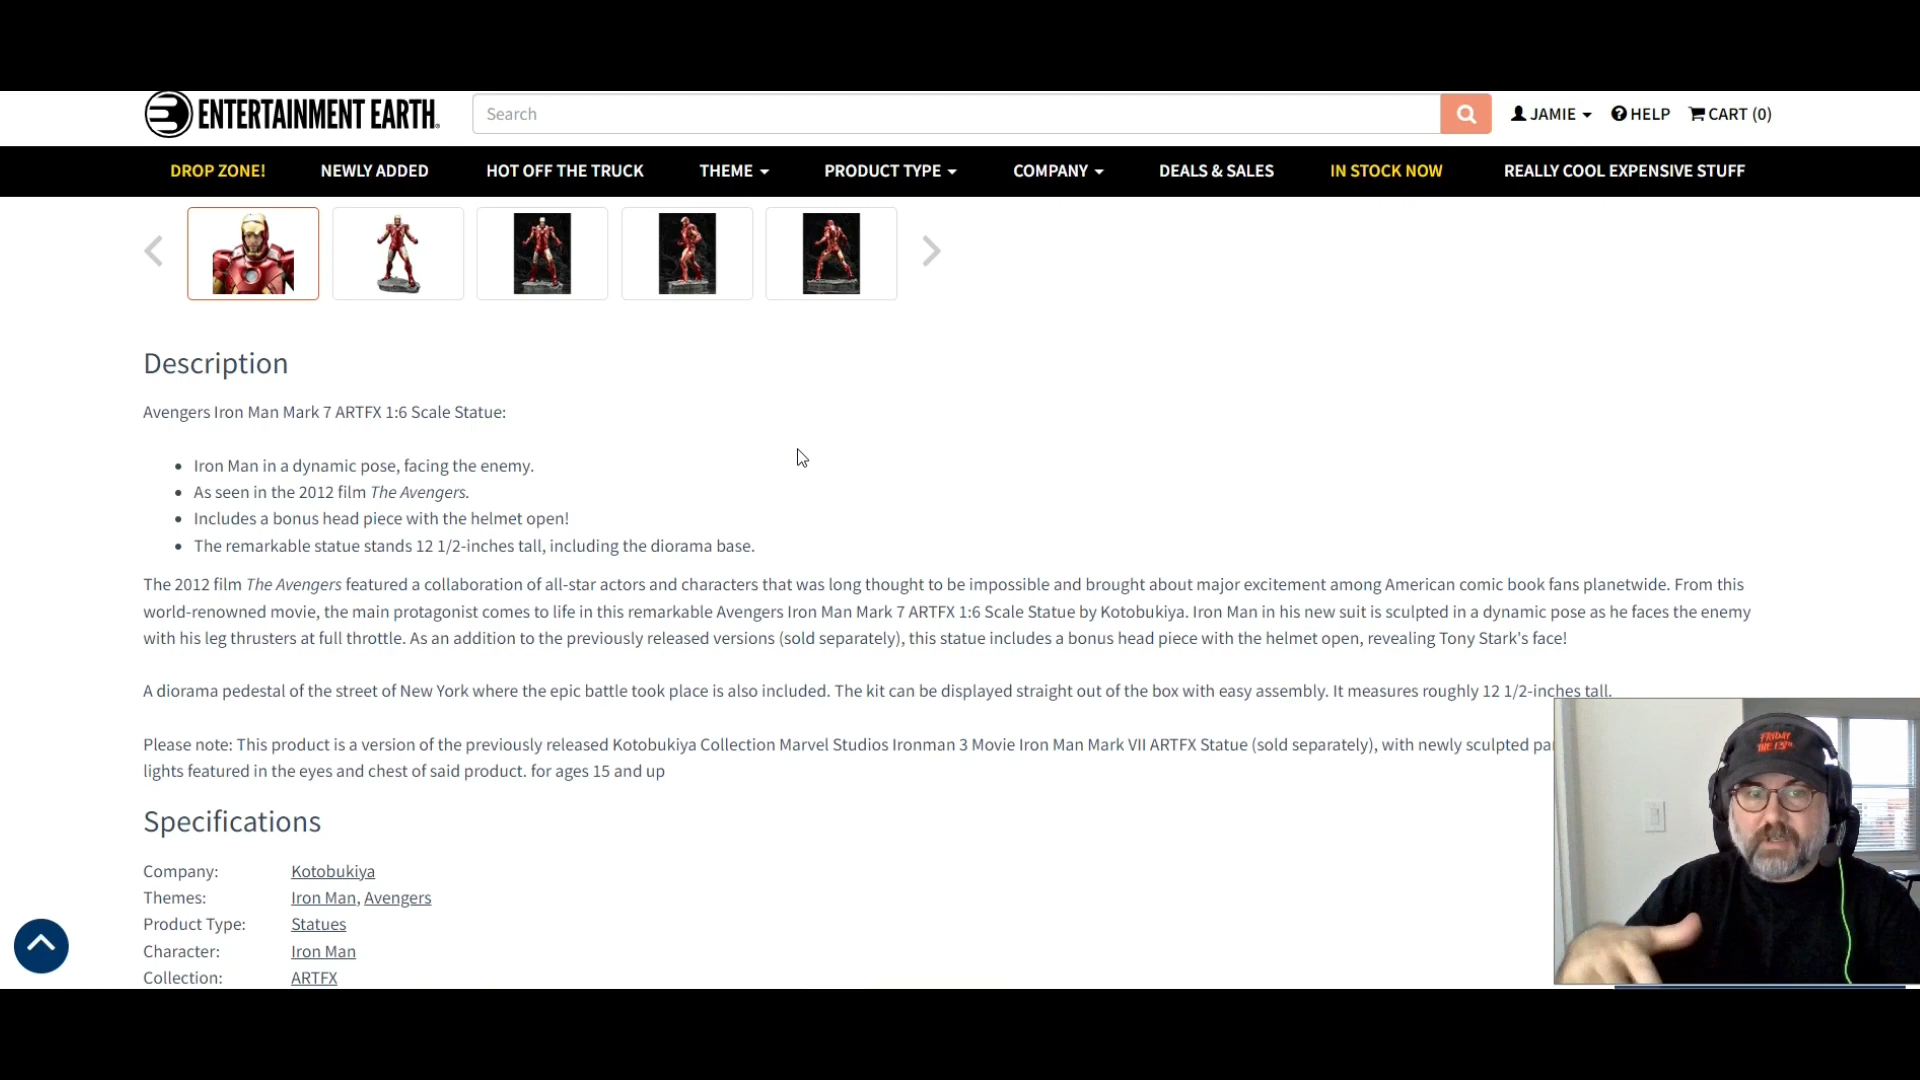 ENTERTAINMENT EARTH
Search
JAMIE
HELP
CART (0)
DROP ZONE!
NEWLY ADDED
HOT OFF THE TRUCK
THEME
PRODUCT TYPE
COMPANY
DEALS & SALES
IN STOCK NOW
REALLY COOL EXPENSIVE STUFF
Description
Avengers Iron Man Mark 7 ARTFX 1:6 Scale Statue:
• Iron Man in a dynamic pose, facing the enemy.
• As seen in the 2012 film The Avengers.
• Includes a bonus head piece with the helmet open!
• The remarkable statue stands 12 1/2-inches tall, including the diorama base.
The 2012 film The Avengers featured a collaboration of all-star actors and characters that was long thought to be impossible and brought about major excitement among American comic book fans planetwide. From this
world-renowned movie, the main protagonist comes to life in this remarkable Avengers Iron Man Mark 7 ARTFX 1:6 Scale Statue by Kotobukiya. Iron Man in his new suit is sculpted in a dynamic pose as he faces the enemy
with his leg thrusters at full throttle. As an addition to the previously released versions (sold separately), this statue includes a bonus head piece with the helmet open, revealing Tony Stark's face!
A diorama pedestal of the street of New York where the epic battle took place is also included. The kit can be displayed straight out of the box with easy assembly. It measures roughly 12 1/2-inches tall.
Please note: This product is a version of the previously released Kotobukiya Collection Marvel Studios Ironman 3 Movie Iron Man Mark VII ARTFX Statue (sold separately), with newly sculpted
lights featured in the eyes and chest of said product. for ages 15 and up
Specifications
Company: Kotobukiya
Themes: Iron Man, Avengers
Product Type: Statues
Character: Iron Man
Collection: ARTFX
FRIDAY
THE 13TH